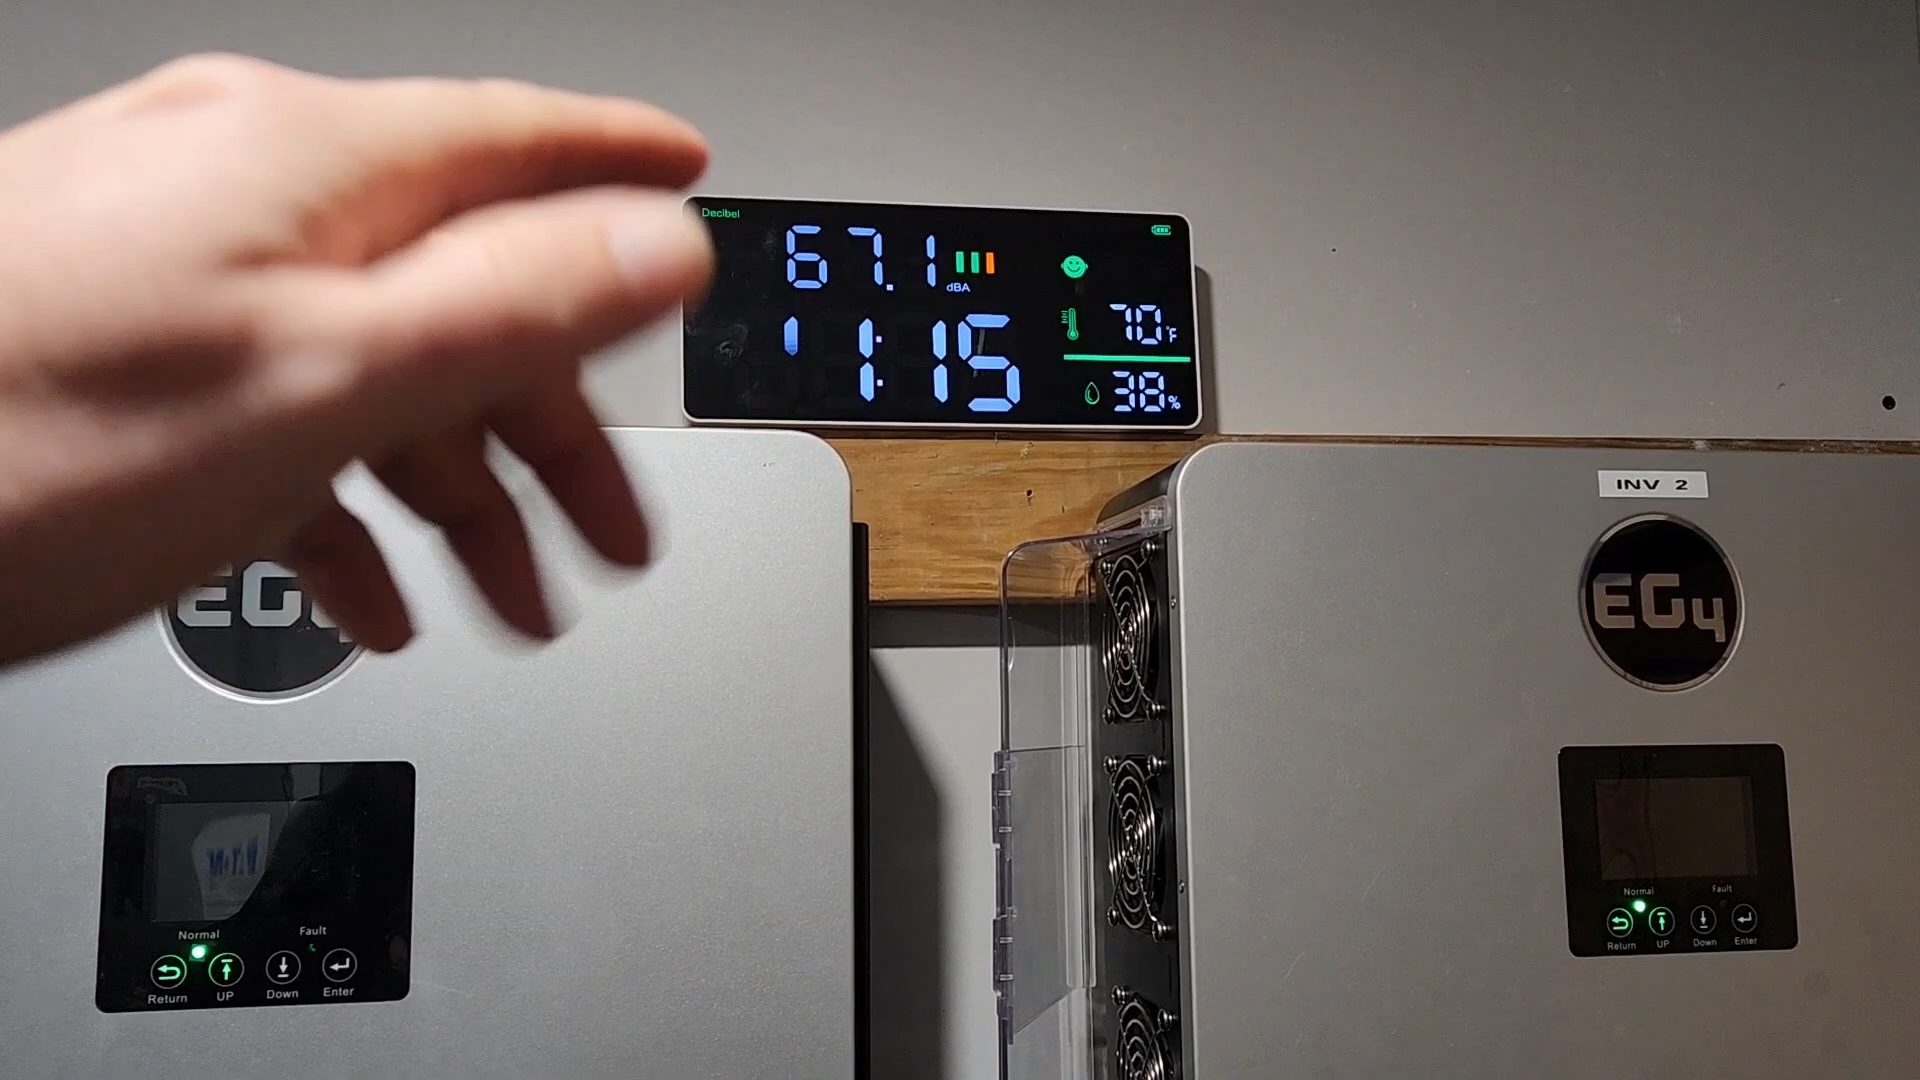 Decibel
67.1
dBA
11:15
70°F
38%
INV 2
EG4
EG4
Normal Fault
Return UP Down Enter
Normal Fault
Return UP Down Enter